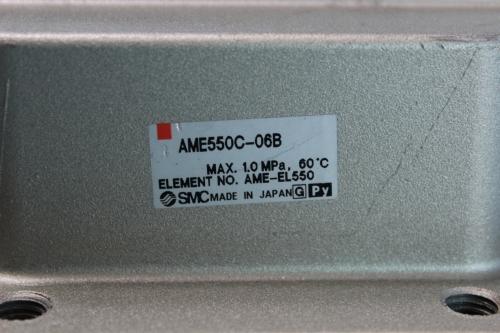 AME550C-06B
MAX. 1.0 MPa, 60°C
ELEMENT NO. AME-EL550
SMC MADE IN JAPAN G Py